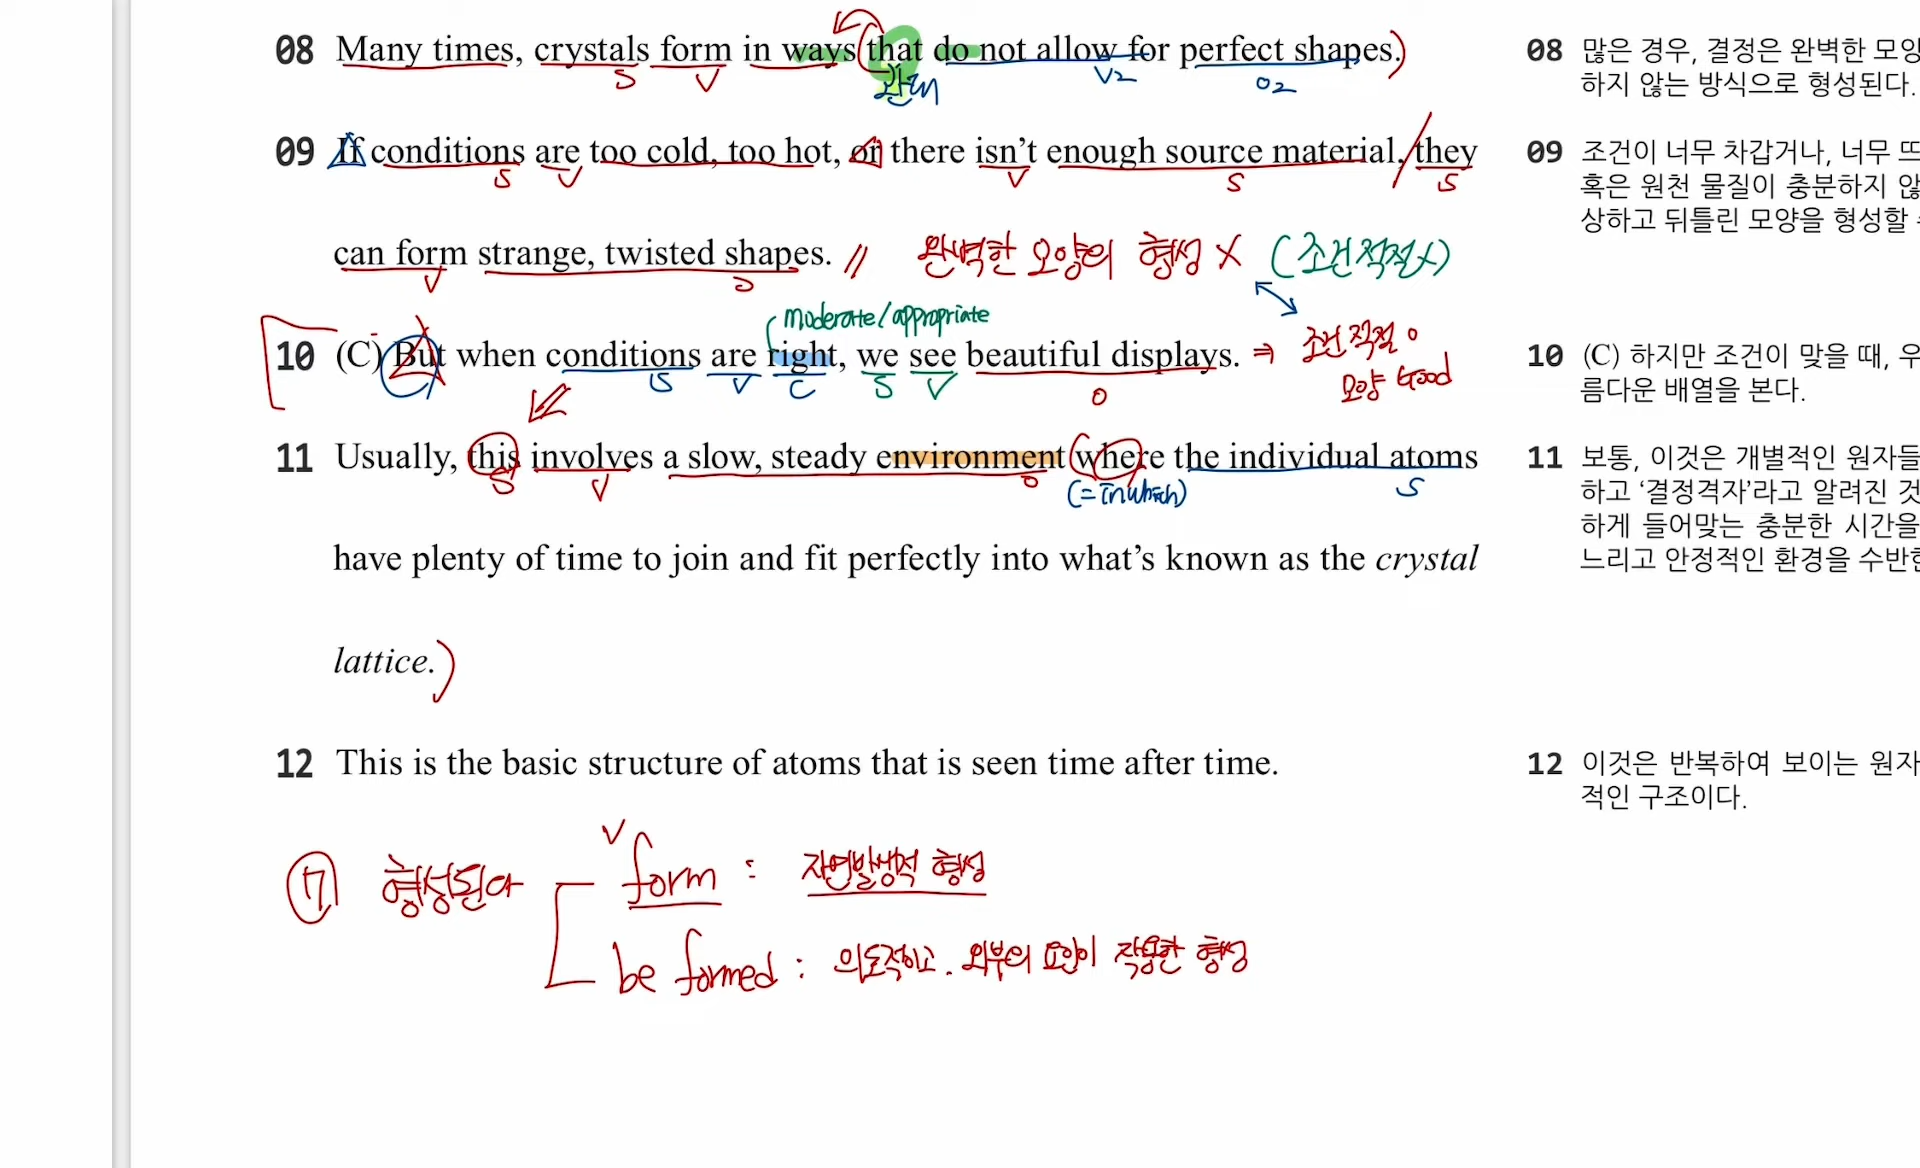 08 Many times, crystals form in ways that do not allow for perfect shapes.)
S V 관대 V2 O2
09 If conditions are too cold, too hot, or there isn't enough source material, / they
S V V S S
can form strange, twisted shapes. // 완벽한 모양의 형성 X (조건적절X)
V O
moderate/appropriate
10 (C) But when conditions are right, we see beautiful displays. ⇒ 조건 적절 o
S V C S V O 모양 Good
11 Usually, this involves a slow, steady environment (where the individual atoms
S V O (= in which) S
have plenty of time to join and fit perfectly into what's known as the crystal
lattice.)
12 This is the basic structure of atoms that is seen time after time.
⑦ 형성된다 V form : 자연발생적 형성
be formed : 의도적이고. 외부의 요인이 작용한 형성
08 많은 경우, 결정은 완벽한 모양
하지 않는 방식으로 형성된다.
09 조건이 너무 차갑거나, 너무 뜨
혹은 원천 물질이 충분하지 않
상하고 뒤틀린 모양을 형성할
10 (C) 하지만 조건이 맞을 때, 우
름다운 배열을 본다.
11 보통, 이것은 개별적인 원자들
하고 '결정격자'라고 알려진 것
하게 들어맞는 충분한 시간을
느리고 안정적인 환경을 수반한
12 이것은 반복하여 보이는 원자
적인 구조이다.